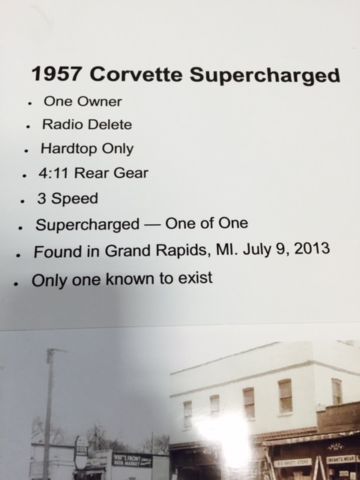 1957 Corvette Supercharged
• One Owner
• Radio Delete
• Hardtop Only
• 4:11 Rear Gear
• 3 Speed
• Supercharged — One of One
• Found in Grand Rapids, MI. July 9, 2013
• Only one known to exist